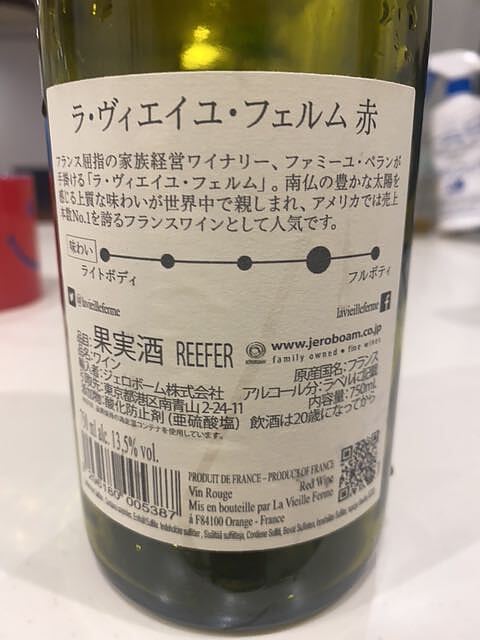 ラ・ヴィエイユ・フェルム 赤
フランス屈指の家族経営ワイナリー、ファミーユ・ペランが
手掛ける「ラ・ヴィエイユ・フェルム」。南仏の豊かな太陽を
感じる上質な味わいが世界中で親しまれ、アメリカでは売上
本数No.1を誇るフランスワインとして人気です。
味わい
ライトボディ フルボディ
@lavieilleferme lavieilleferme
果実酒 REEFER www.jeroboam.co.jp
family owned • fine wines
ワイン 原産国名:フランス
輸入者:ジェロボーム株式会社 アルコール分:ラベルに記載
東京都港区南青山2-24-11 内容量:750mL
酸化防止剤(亜硫酸塩) 飲酒は20歳になってから
ml alc. 13,5% vol.
PRODUIT DE FRANCE – PRODUCT OF FRANCE
Vin Rouge Red Wine
Mis en bouteille par La Vieille Ferme
à F84100 Orange - France
005387